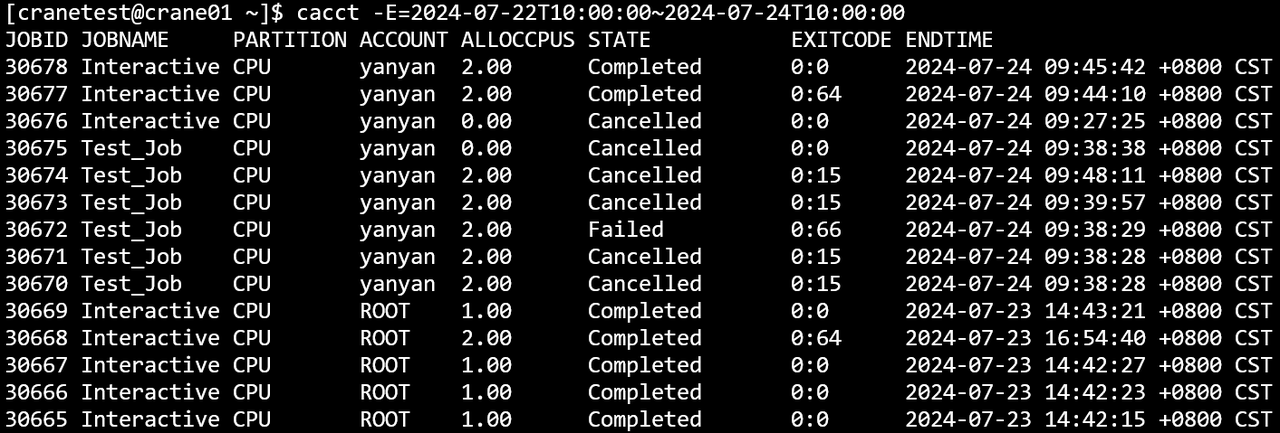 [cranetest@crane01 ~]$ cacct -E=2024-07-22T10:00:00~2024-07-24T10:00:00
JOBID JOBNAME PARTITION ACCOUNT ALLOCCPUS STATE EXITCODE ENDTIME
30678 Interactive CPU yanyan 2.00 Completed 0:0 2024-07-24 09:45:42 +0800 CST
30677 Interactive CPU yanyan 2.00 Completed 0:64 2024-07-24 09:44:10 +0800 CST
30676 Interactive CPU yanyan 0.00 Cancelled 0:0 2024-07-24 09:27:25 +0800 CST
30675 Test_Job CPU yanyan 0.00 Cancelled 0:0 2024-07-24 09:38:38 +0800 CST
30674 Test_Job CPU yanyan 2.00 Cancelled 0:15 2024-07-24 09:48:11 +0800 CST
30673 Test_Job CPU yanyan 2.00 Cancelled 0:15 2024-07-24 09:39:57 +0800 CST
30672 Test_Job CPU yanyan 2.00 Failed 0:66 2024-07-24 09:38:29 +0800 CST
30671 Test_Job CPU yanyan 2.00 Cancelled 0:15 2024-07-24 09:38:28 +0800 CST
30670 Test_Job CPU yanyan 2.00 Cancelled 0:15 2024-07-24 09:38:28 +0800 CST
30669 Interactive CPU ROOT 1.00 Completed 0:0 2024-07-23 14:43:21 +0800 CST
30668 Interactive CPU ROOT 2.00 Completed 0:64 2024-07-23 16:54:40 +0800 CST
30667 Interactive CPU ROOT 1.00 Completed 0:0 2024-07-23 14:42:27 +0800 CST
30666 Interactive CPU ROOT 1.00 Completed 0:0 2024-07-23 14:42:23 +0800 CST
30665 Interactive CPU ROOT 1.00 Completed 0:0 2024-07-23 14:42:15 +0800 CST